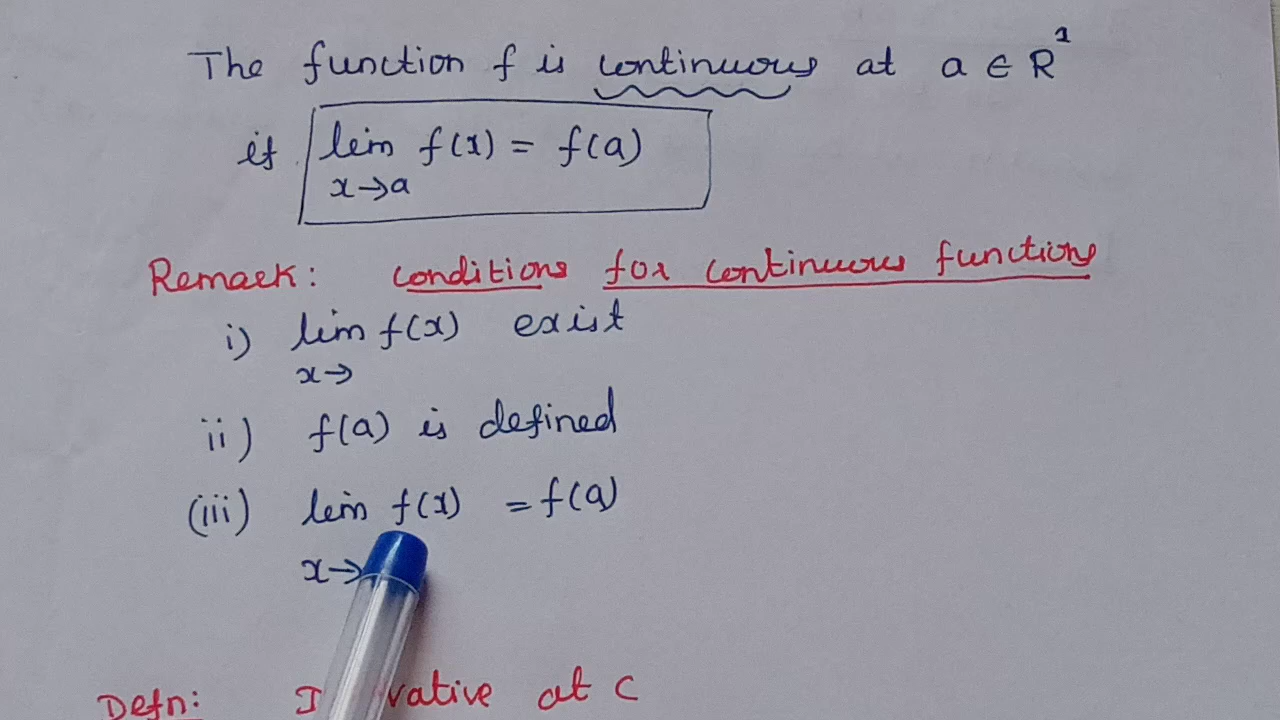 The function f is continuous at a ∈ R¹
if lim f(x) = f(a)
x→a
Remark: conditions for continuous functions
i) lim f(x) exist
x→
ii) f(a) is defined
(iii) lim f(x) = f(a)
x→
Defn: at c